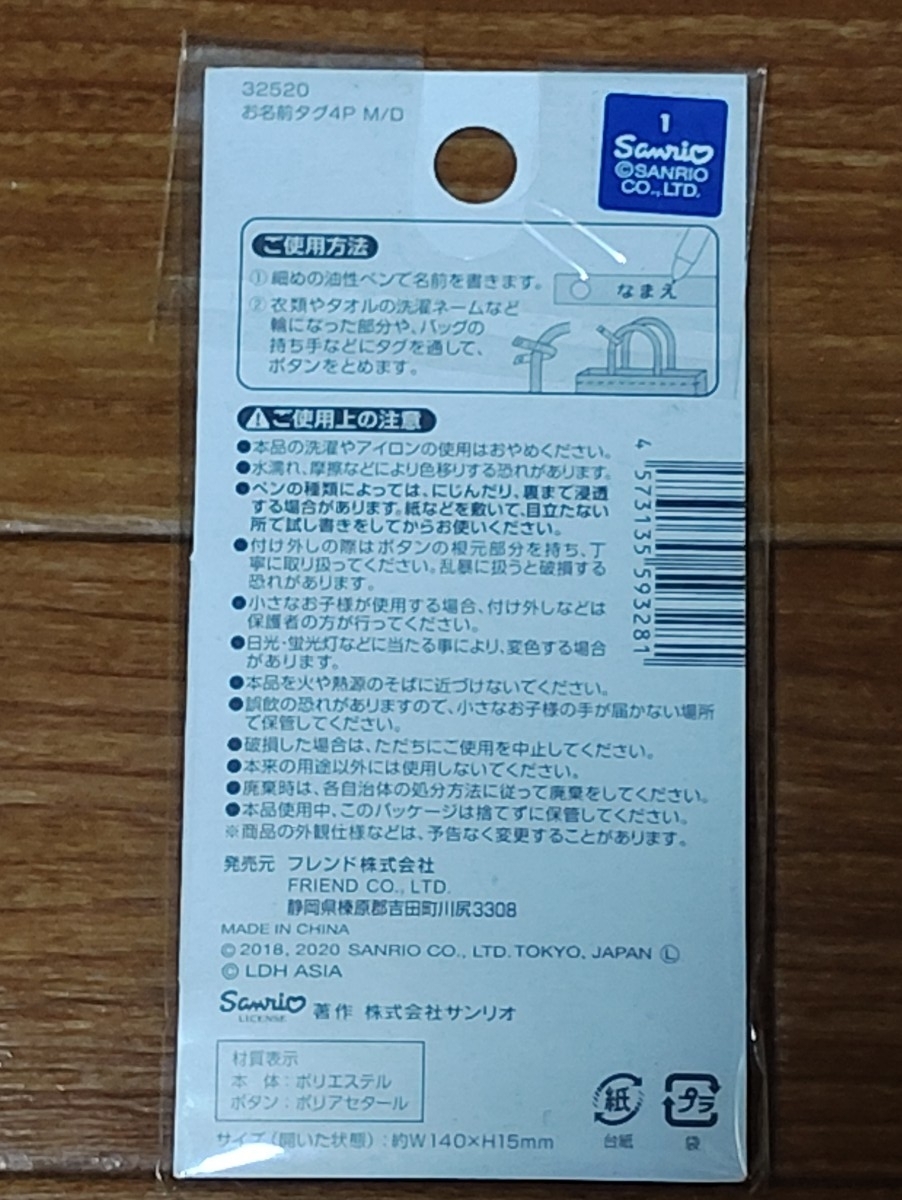 32520
お名前タグ4P M/D
1
Sanrio
©SANRIO
CO.,LTD.
ご使用方法
① 細めの油性ペンで名前を書きます。
なまえ
② 衣類やタオルの洗濯ネームなど
輪になった部分や、バッグの
持ち手などにタグを通して、
ボタンをとめます。
⚠ご使用上の注意
●本品の洗濯やアイロンの使用はおやめください。
●水濡れ、摩擦などにより色移りする恐れがあります。
●ペンの種類によっては、にじんだり、裏まで浸透
する場合があります。紙などを敷いて、目立たない
所で試し書きをしてからお使いください。
●付け外しの際はボタンの根元部分を持ち、丁
寧に取り扱ってください。乱暴に扱うと破損する
恐れがあります。
●小さなお子様が使用する場合、付け外しなどは
保護者の方が行ってください。
●日光・蛍光灯などに当たる事により、変色する場合
があります。
●本品を火や熱源のそばに近づけないでください。
●誤飲の恐れがありますので、小さなお子様の手が届かない場所
で保管してください。
●破損した場合は、ただちにご使用を中止してください。
●本来の用途以外には使用しないでください。
●廃棄時は、各自治体の処分方法に従って廃棄をしてください。
●本品使用中、このパッケージは捨てずに保管してください。
※商品の外観仕様などは、予告なく変更することがあります。
4 573135 593281
発売元 フレンド株式会社
FRIEND CO., LTD.
静岡県榛原郡吉田町川尻3308
MADE IN CHINA
© 2018, 2020 SANRIO CO., LTD. TOKYO, JAPAN Ⓛ
© LDH ASIA
Sanrio
LICENSE
著作 株式会社サンリオ
材質表示
本 体：ポリエステル
ボタン：ポリアセタール
サイズ（開いた状態）：約W140×H15mm
紙
台紙
プラ
袋